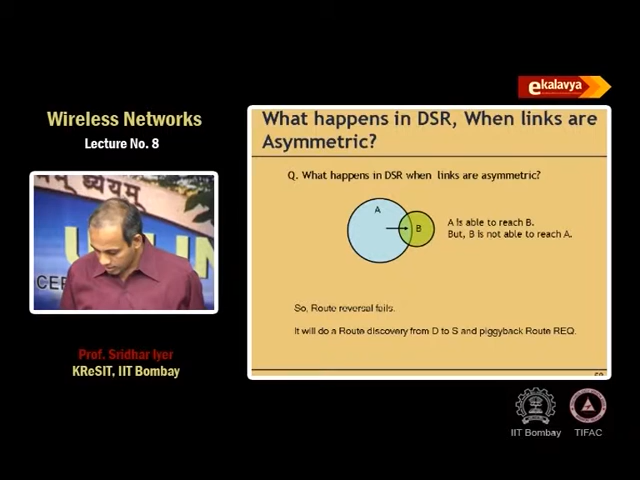 ekalavya
Wireless Networks
Lecture No. 8
What happens in DSR, When links are
Asymmetric?
Q. What happens in DSR when links are asymmetric?
A
B
A is able to reach B.
But, B is not able to reach A.
So, Route reversal fails.
It will do a Route discovery from D to S and piggyback Route REQ.
Prof. Sridhar Iyer
KReSIT, IIT Bombay
IIT Bombay
TIFAC